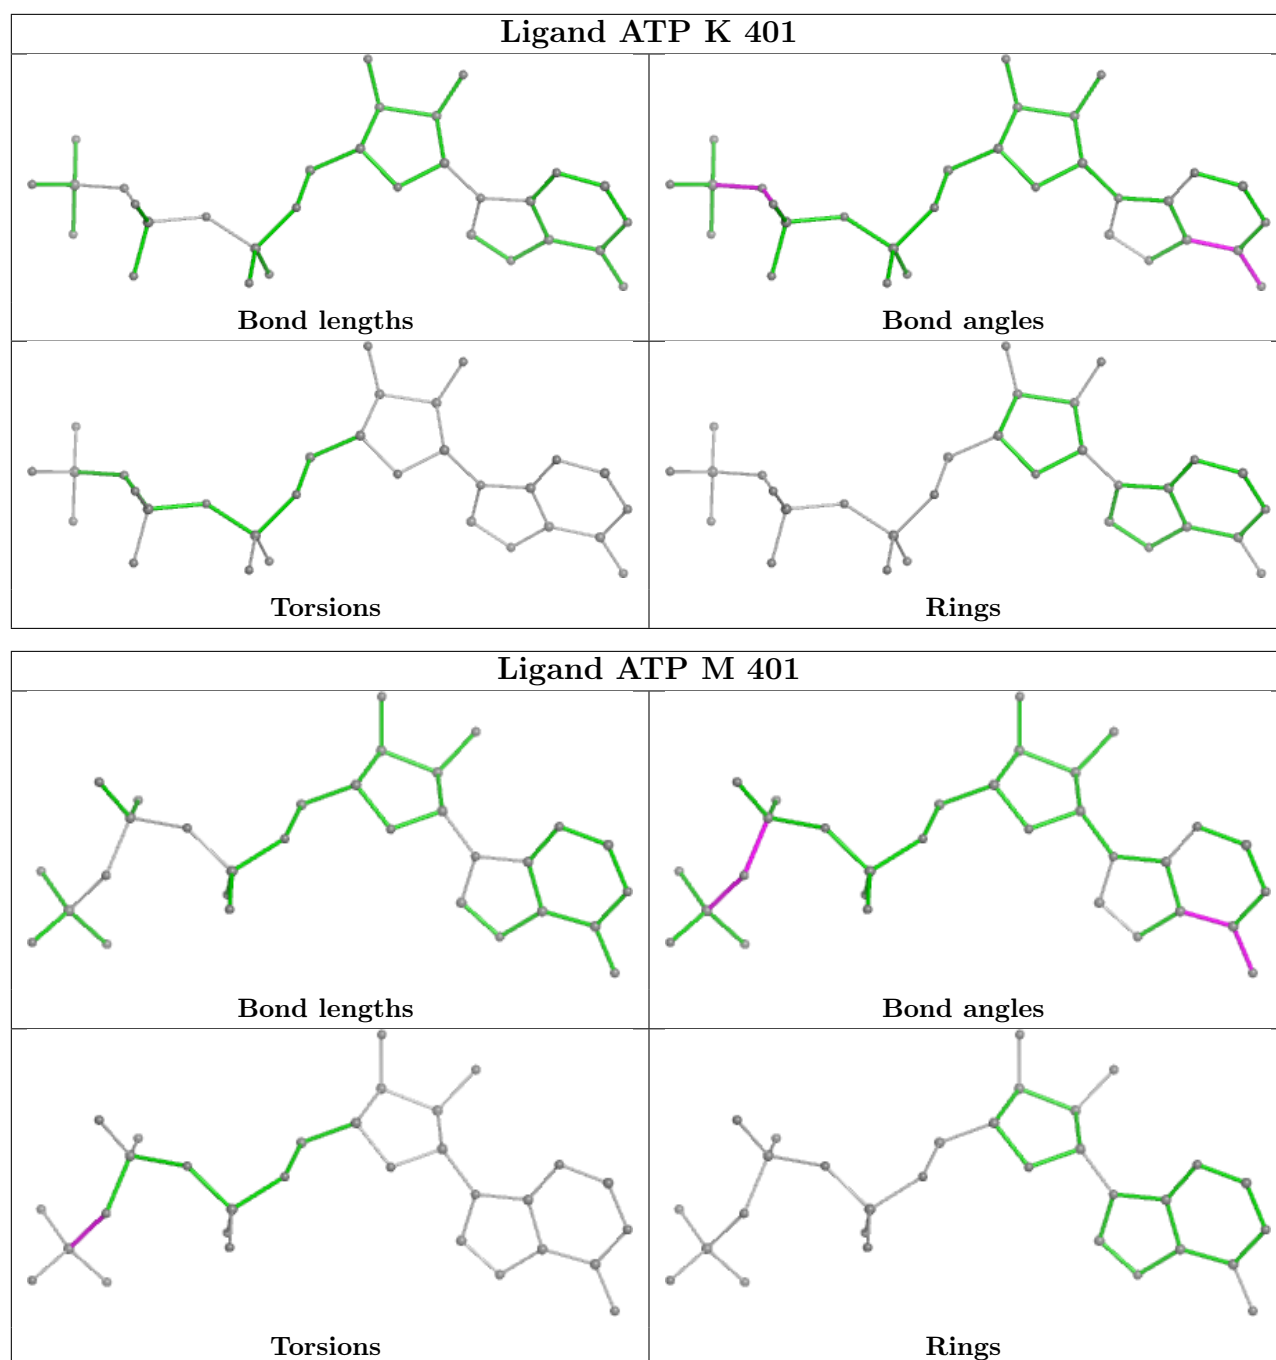 Ligand ATP K 401
Bond lengths
Bond angles
Torsions
Rings
Ligand ATP M 401
Bond lengths
Bond angles
Torsions
Rings